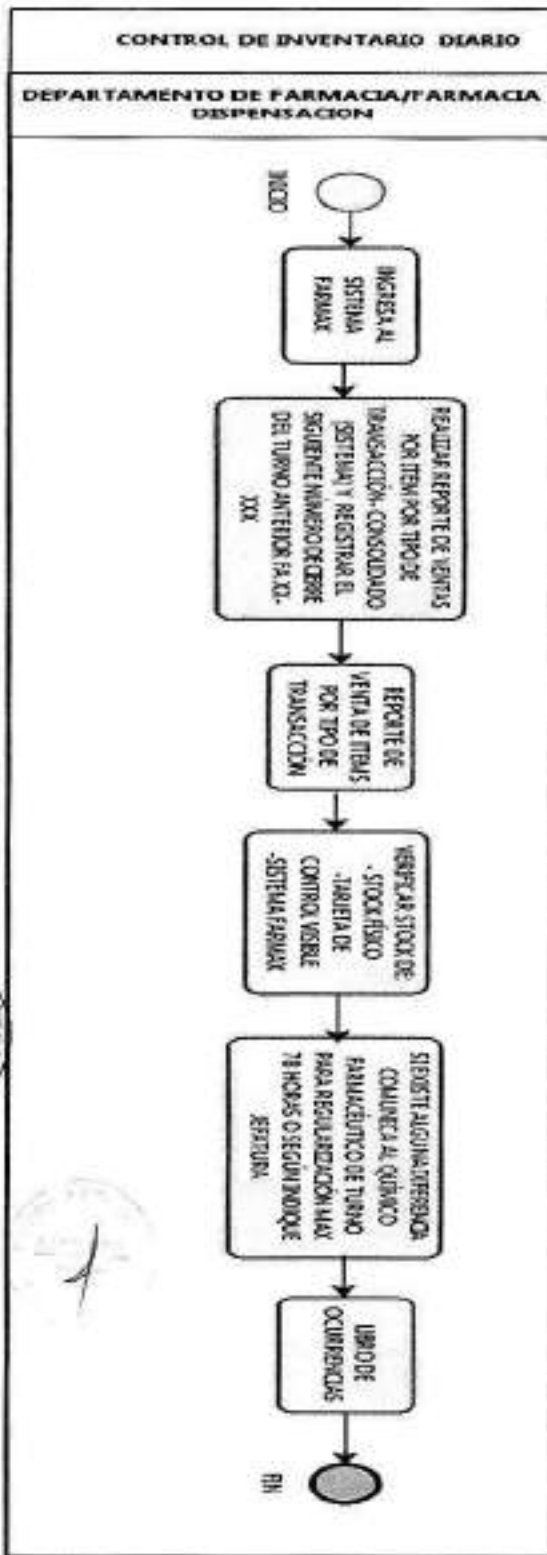 CONTROL DE INVENTARIO DIARIO
DEPARTAMENTO DE FARMACIA/FARMACIA
DISPENSACION
INICIO
INGRESA AL
SISTEMA
FARMAX
REALIZAR REPORTE DE VENTAS
POR ITEM POR TIPO DE
TRANSACCIÓN- CONSOLIDADO
(SISTEMA) Y REGISTRAR EL
SIGUIENTE NÚMERO DE CIERRE
DEL TURNO ANTERIOR FA XX-
XXX
REPORTE DE
VENTA DE ITEMS
POR TIPO DE
TRANSACCIÓN
VERIFICAR STOCK DE:
- STOCK FÍSICO
-TARJETA DE
CONTROL VISIBLE
-SISTEMA FARMAX
SI EXISTE ALGUNA DIFERENCIA
COMUNICA AL QUÍMICO
FARMACÉUTICO DE TURNO
PARA REGULARIZACIÓN MAX
78 HORAS O SEGÚN INDIQUE
JEFATURA
LIBRO DE
OCURRENCIAS
FIN